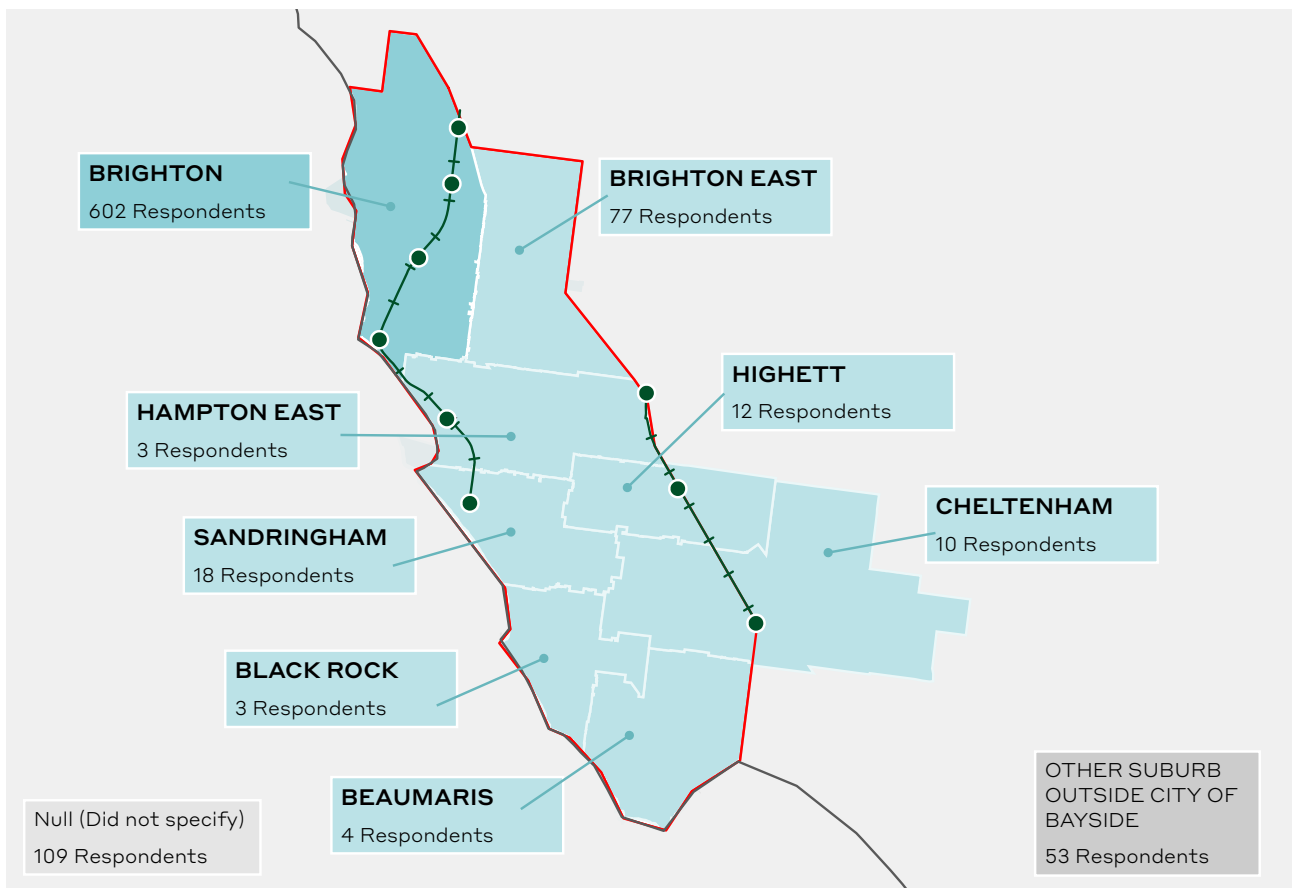 BRIGHTON
602 Respondents
BRIGHTON EAST
77 Respondents
HIGHETT
12 Respondents
HAMPTON EAST
3 Respondents
CHELTENHAM
10 Respondents
SANDRINGHAM
18 Respondents
BLACK ROCK
3 Respondents
BEAUMARIS
4 Respondents
Null (Did not specify)
109 Respondents
OTHER SUBURB
OUTSIDE CITY OF
BAYSIDE
53 Respondents